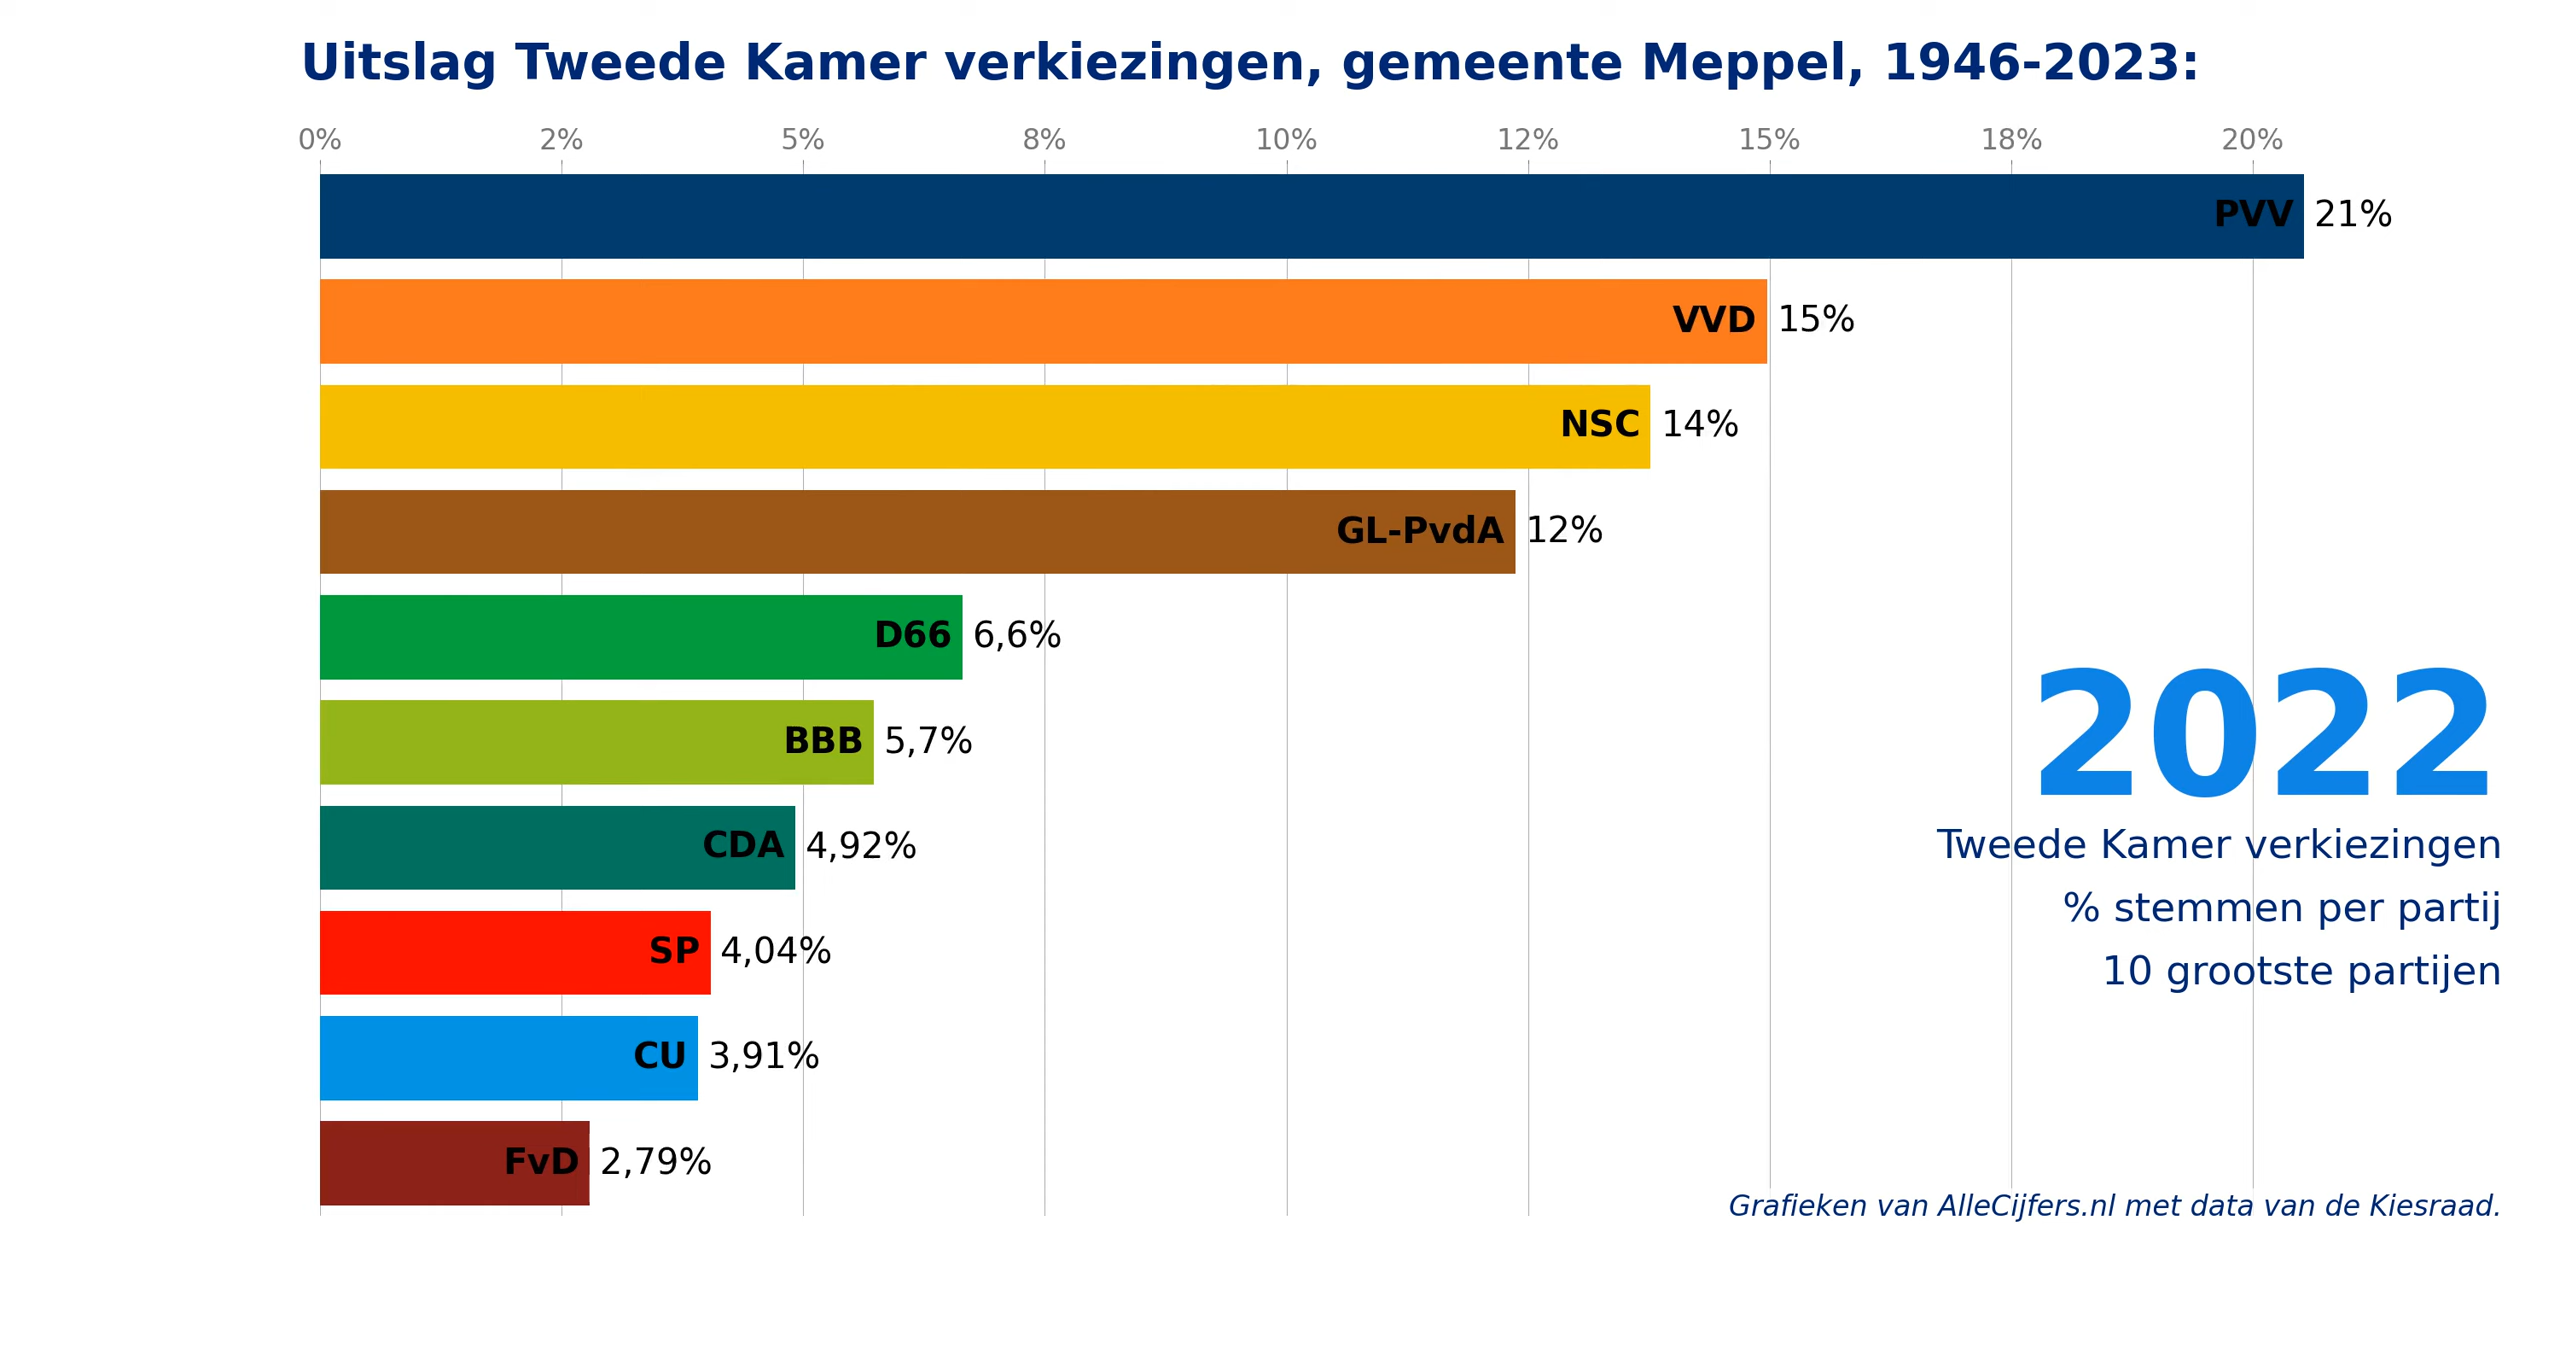 Uitslag Tweede Kamer verkiezingen, gemeente Meppel, 1946-2023:
0% 2% 5% 8% 10% 12% 15% 18% 20%
PVV 21%
VVD 15%
NSC 14%
GL-PvdA 12%
D66 6,6%
BBB 5,7%
CDA 4,92%
SP 4,04%
CU 3,91%
FvD 2,79%
2022
Tweede Kamer verkiezingen
% stemmen per partij
10 grootste partijen
Grafieken van AlleCijfers.nl met data van de Kiesraad.